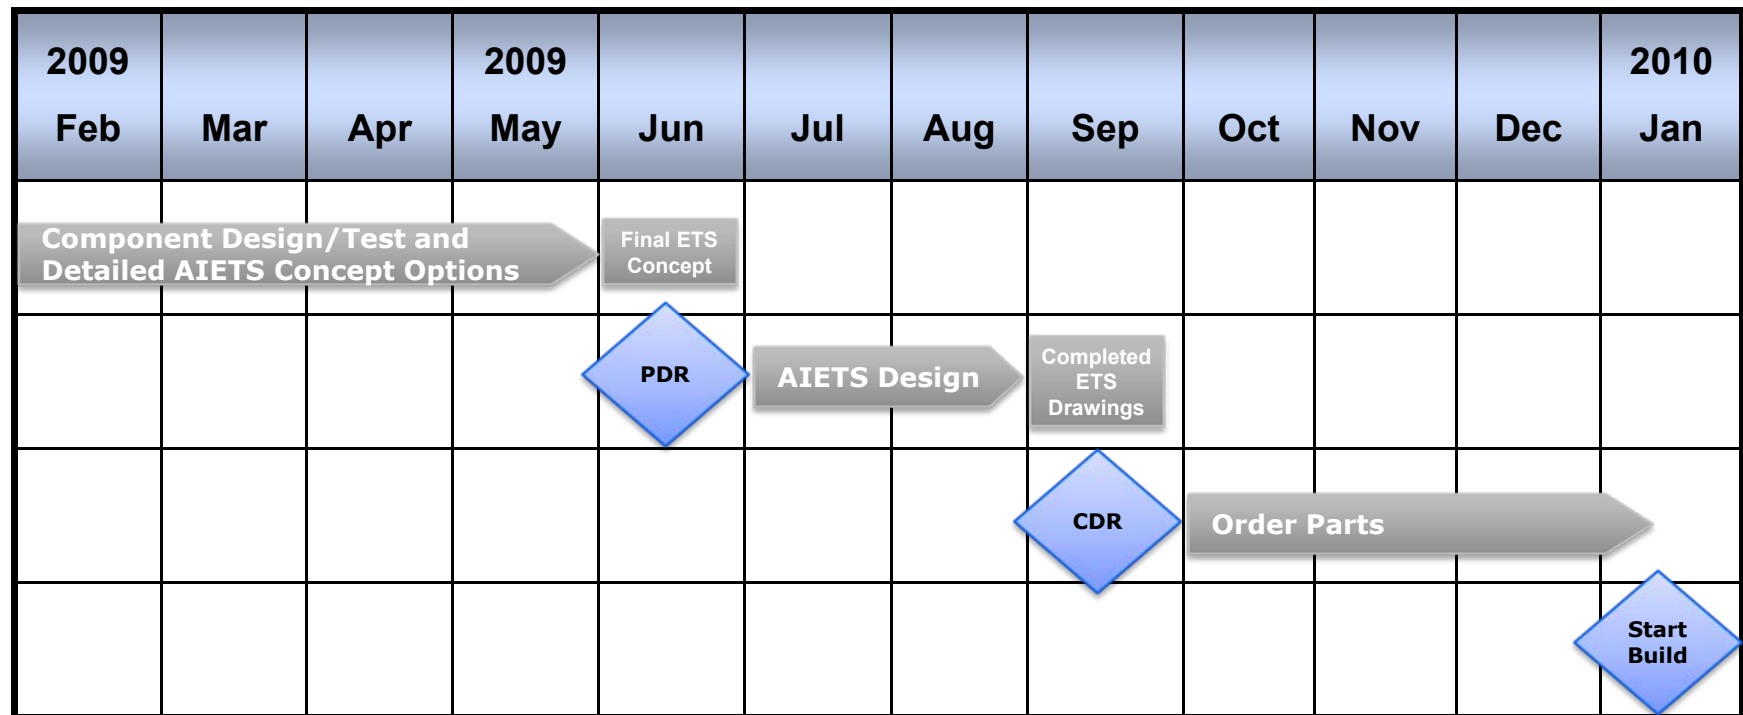 2009 2009 2010
Feb Mar Apr May Jun Jul Aug Sep Oct Nov Dec Jan
Component Design/Test and
Detailed AIETS Concept Options
Final ETS
Concept
PDR
AIETS Design
Completed
ETS
Drawings
CDR
Order Parts
Start
Build